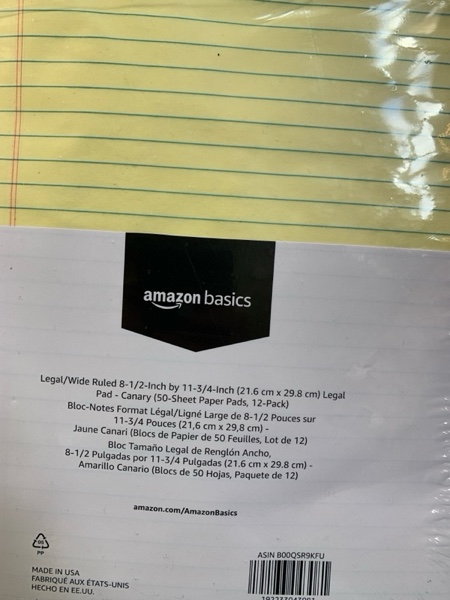 amazon basics
Legal/Wide Ruled 8-1/2-Inch by 11-3/4-Inch (21.6 cm x 29.8 cm) Legal
Pad - Canary (50-Sheet Paper Pads, 12-Pack)
Bloc-Notes Format Légal/Ligné Large de 8-1/2 Pouces sur
11-3/4 Pouces (21,6 cm x 29,8 cm) -
Jaune Canari (Blocs de Papier de 50 Feuilles, Lot de 12)
Bloc Tamaño Legal de Renglón Ancho,
8-1/2 Pulgadas por 11-3/4 Pulgadas (21.6 cm x 29.8 cm) -
Amarillo Canario (Blocs de 50 Hojas, Paquete de 12)
amazon.com/AmazonBasics
05
PP
MADE IN USA
FABRIQUÉ AUX ÉTATS-UNIS
HECHO EN EE.UU.
ASIN B00QSR9KFU